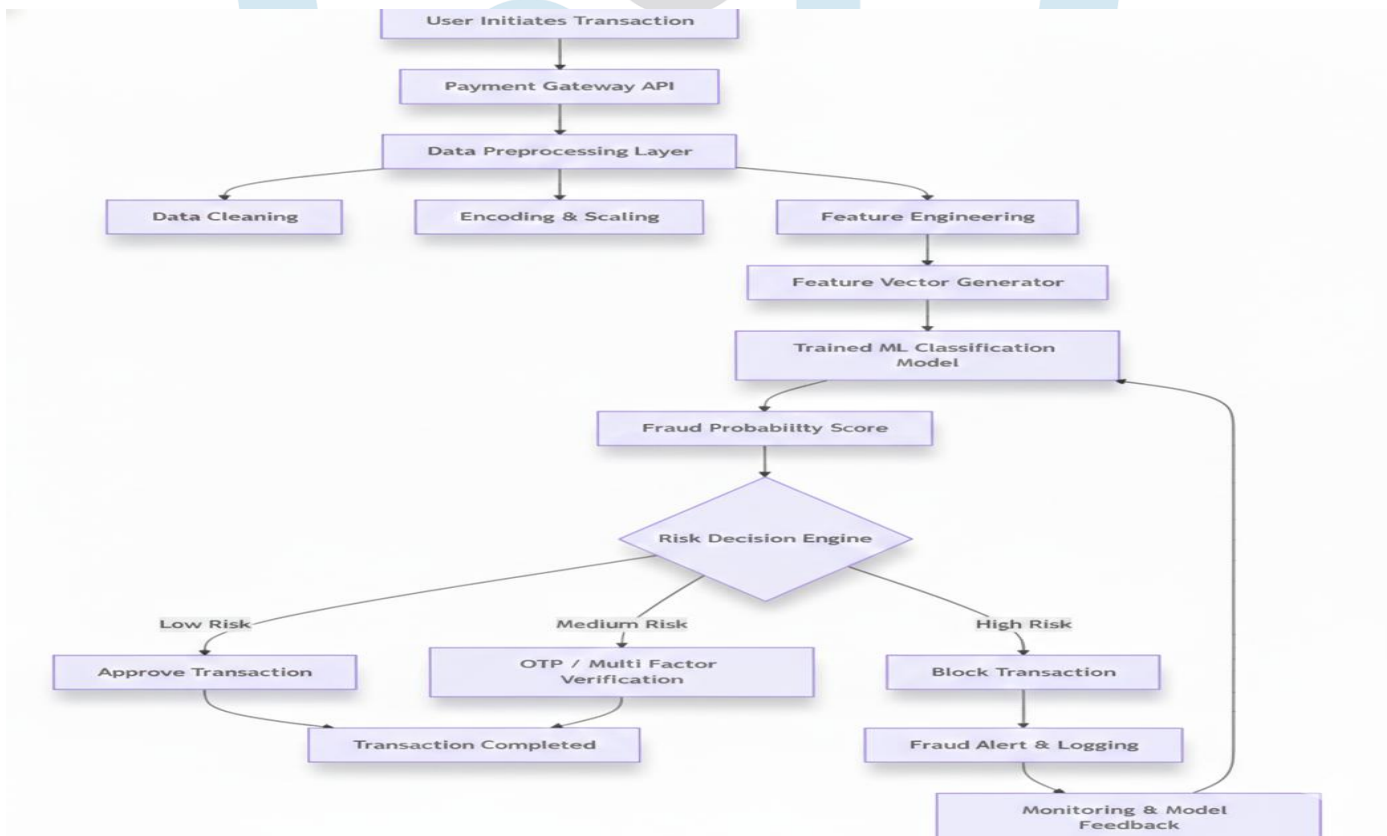 User Initiates Transaction
Payment Gateway API
Data Preprocessing Layer
Data Cleaning
Encoding & Scaling
Feature Engineering
Feature Vector Generator
Trained ML Classification
Model
Fraud Probability Score
Risk Decision Engine
Low Risk
Medium Risk
High Risk
Approve Transaction
OTP / Multi Factor
Verification
Block Transaction
Transaction Completed
Fraud Alert & Logging
Monitoring & Model
Feedback